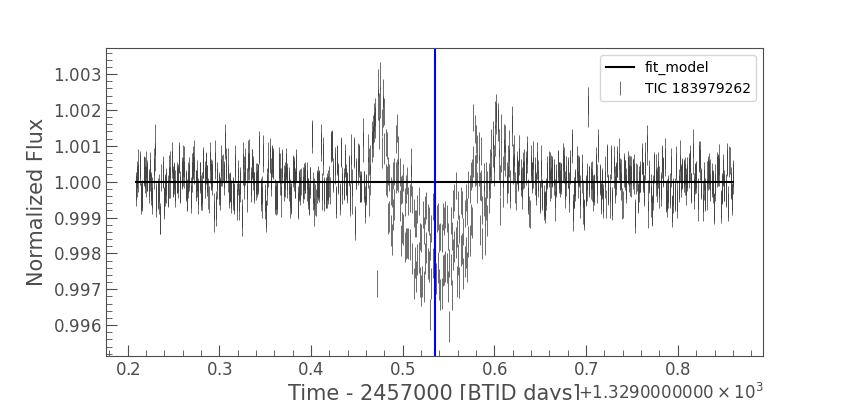 1.003
1.002
1.001
1.000
0.999
0.998
0.997
0.996
Normalized Flux
fit_model
TIC 183979262
0.2 0.3 0.4 0.5 0.6 0.7 0.8
Time - 2457000 [BTJD days]
+1.3290000000 × 10³